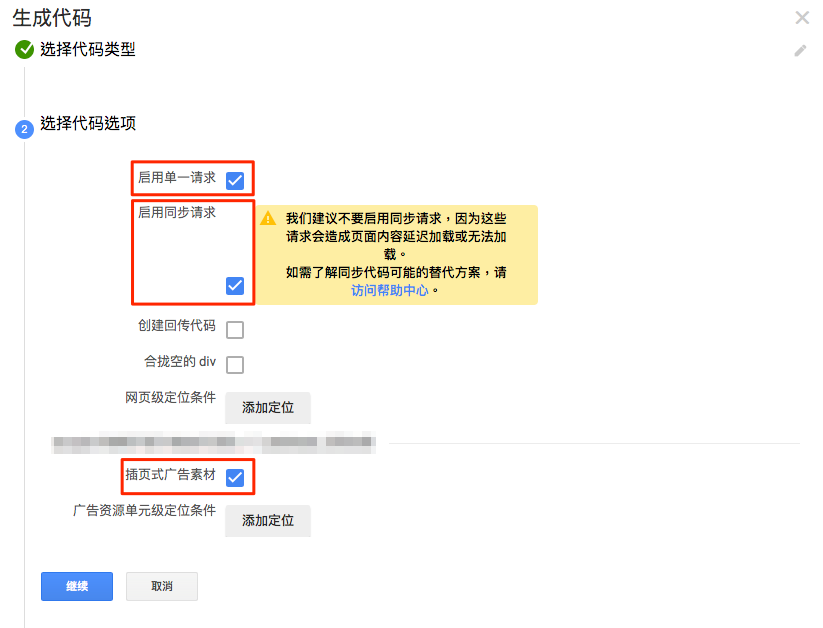 生成代码
选择代码类型
2 选择代码选项
启用单一请求
启用同步请求
我们建议不要启用同步请求，因为这些
请求会造成页面内容延迟加载或无法加
载。
如需了解同步代码可能的替代方案，请
访问帮助中心。
创建回传代码
合拢空的 div
网页级定位条件
添加定位
插页式广告素材
广告资源单元级定位条件
添加定位
继续
取消